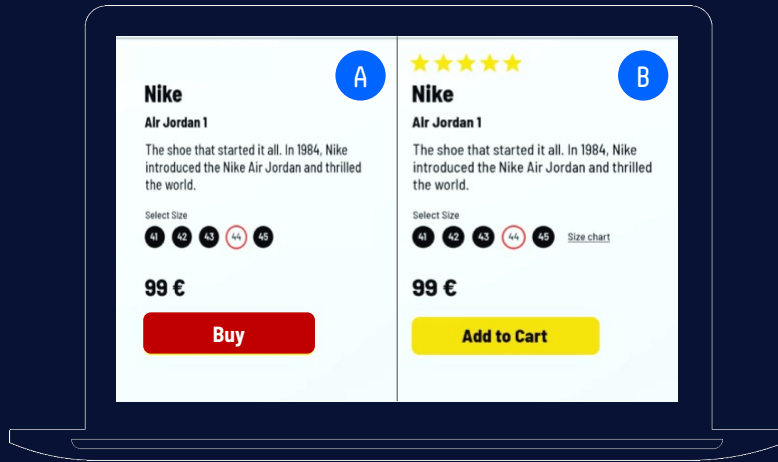 A
Nike
Air Jordan 1
The shoe that started it all. In 1984, Nike
introduced the Nike Air Jordan and thrilled
the world.
Select Size
41 42 43 44 45
99 €
Buy
B
Nike
Air Jordan 1
The shoe that started it all. In 1984, Nike
introduced the Nike Air Jordan and thrilled
the world.
Select Size
41 42 43 44 45 Size chart
99 €
Add to Cart